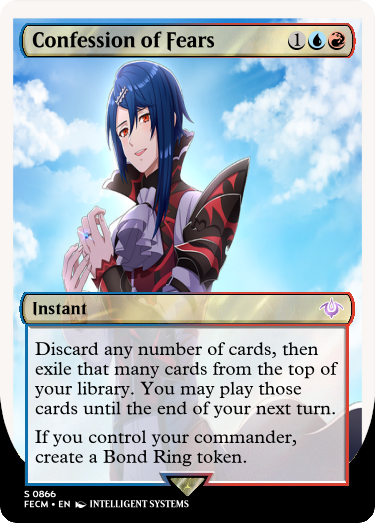 Confession of Fears 1
Instant
Discard any number of cards, then
exile that many cards from the top of
your library. You may play those
cards until the end of your next turn.
If you control your commander,
create a Bond Ring token.
S 0866
FECM • EN INTELLIGENT SYSTEMS